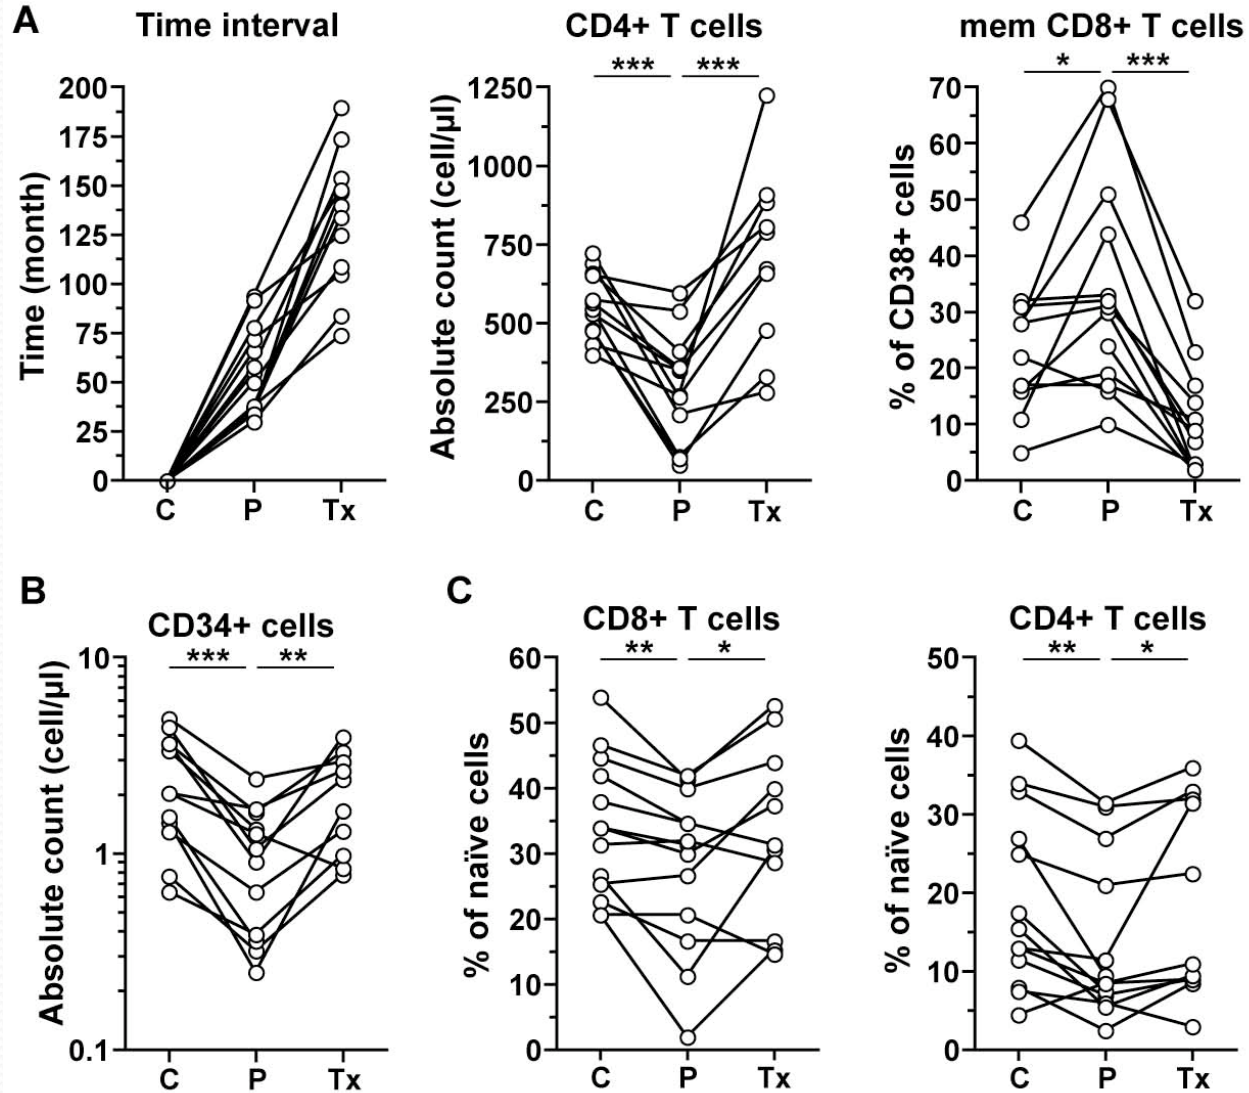 A
Time interval
CD4+ T cells
mem CD8+ T cells
*** ***
* ***
Time (month)
200
175
150
125
100
75
50
25
0
C P Tx
Absolute count (cell/µl)
1250
1000
750
500
250
0
C P Tx
% of CD38+ cells
70
60
50
40
30
20
10
0
C P Tx
B
CD34+ cells
*** **
Absolute count (cell/µl)
10
1
0.1
C P Tx
C
CD8+ T cells
** *
% of naïve cells
60
50
40
30
20
10
0
C P Tx
CD4+ T cells
** *
% of naïve cells
50
40
30
20
10
0
C P Tx